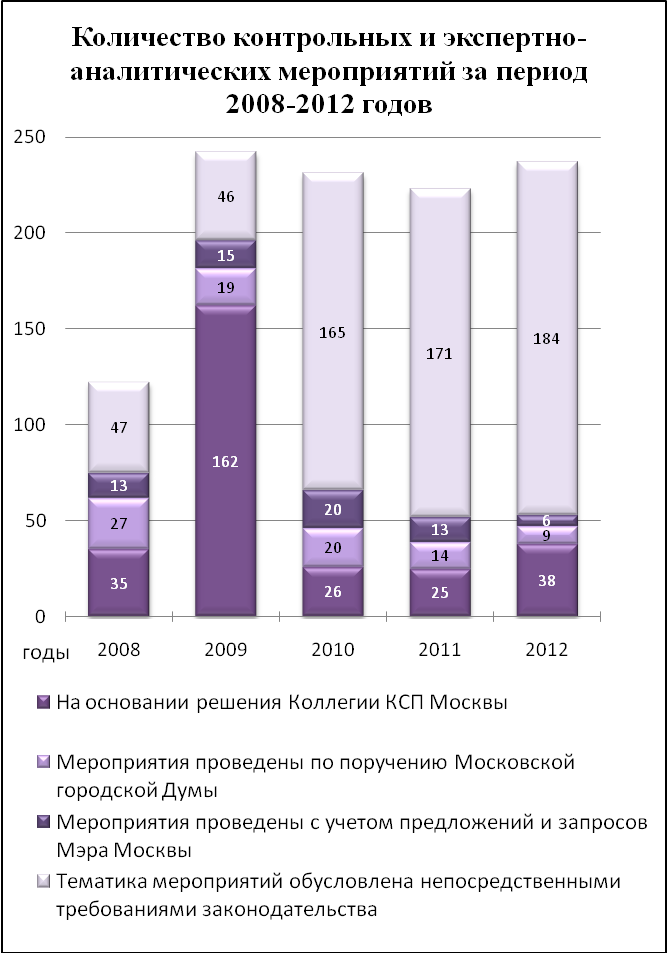 Количество контрольных и экспертно-
аналитических мероприятий за период
2008-2012 годов
250
200
150
100
50
0
47
13
27
35
46
15
19
162
165
20
20
26
171
13
14
25
184
6
9
38
годы 2008 2009 2010 2011 2012
На основании решения Коллегии КСП Москвы
Мероприятия проведены по поручению Московской
городской Думы
Мероприятия проведены с учетом предложений и запросов
Мэра Москвы
Тематика мероприятий обусловлена непосредственными
требованиями законодательства